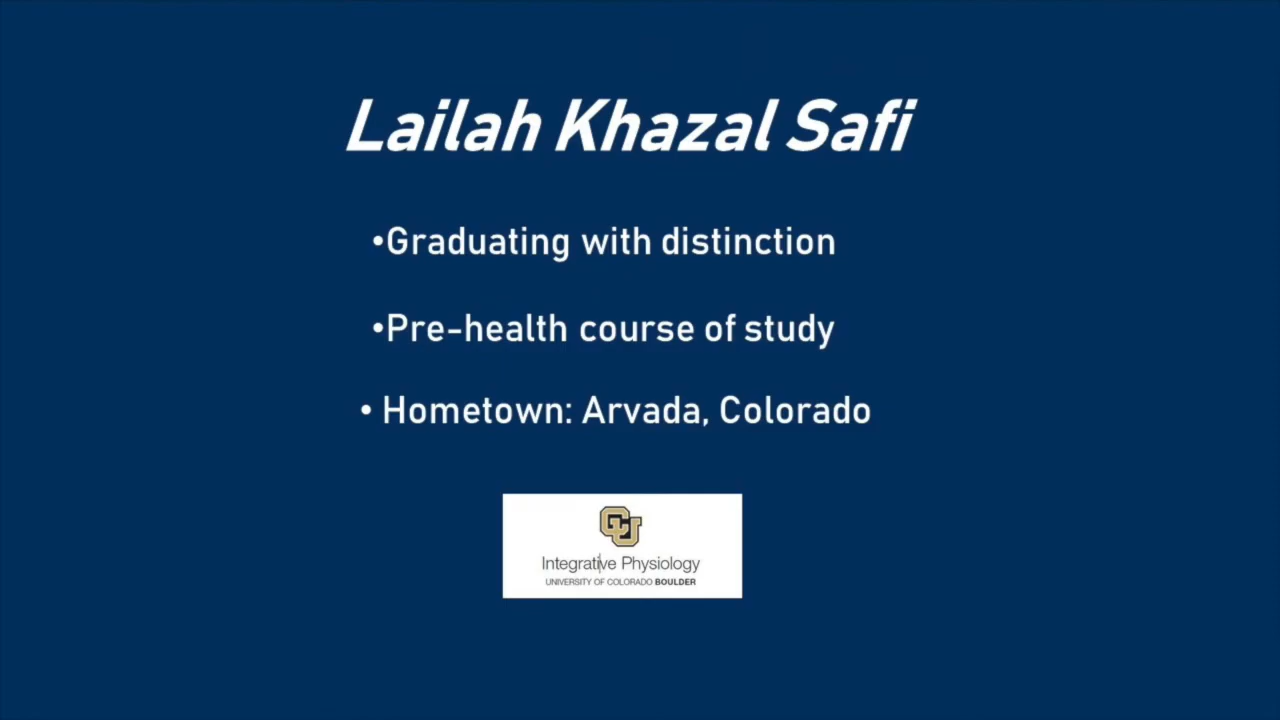 Lailah Khazal Safi
•Graduating with distinction
•Pre-health course of study
• Hometown: Arvada, Colorado
CU
Integrative Physiology
UNIVERSITY OF COLORADO BOULDER